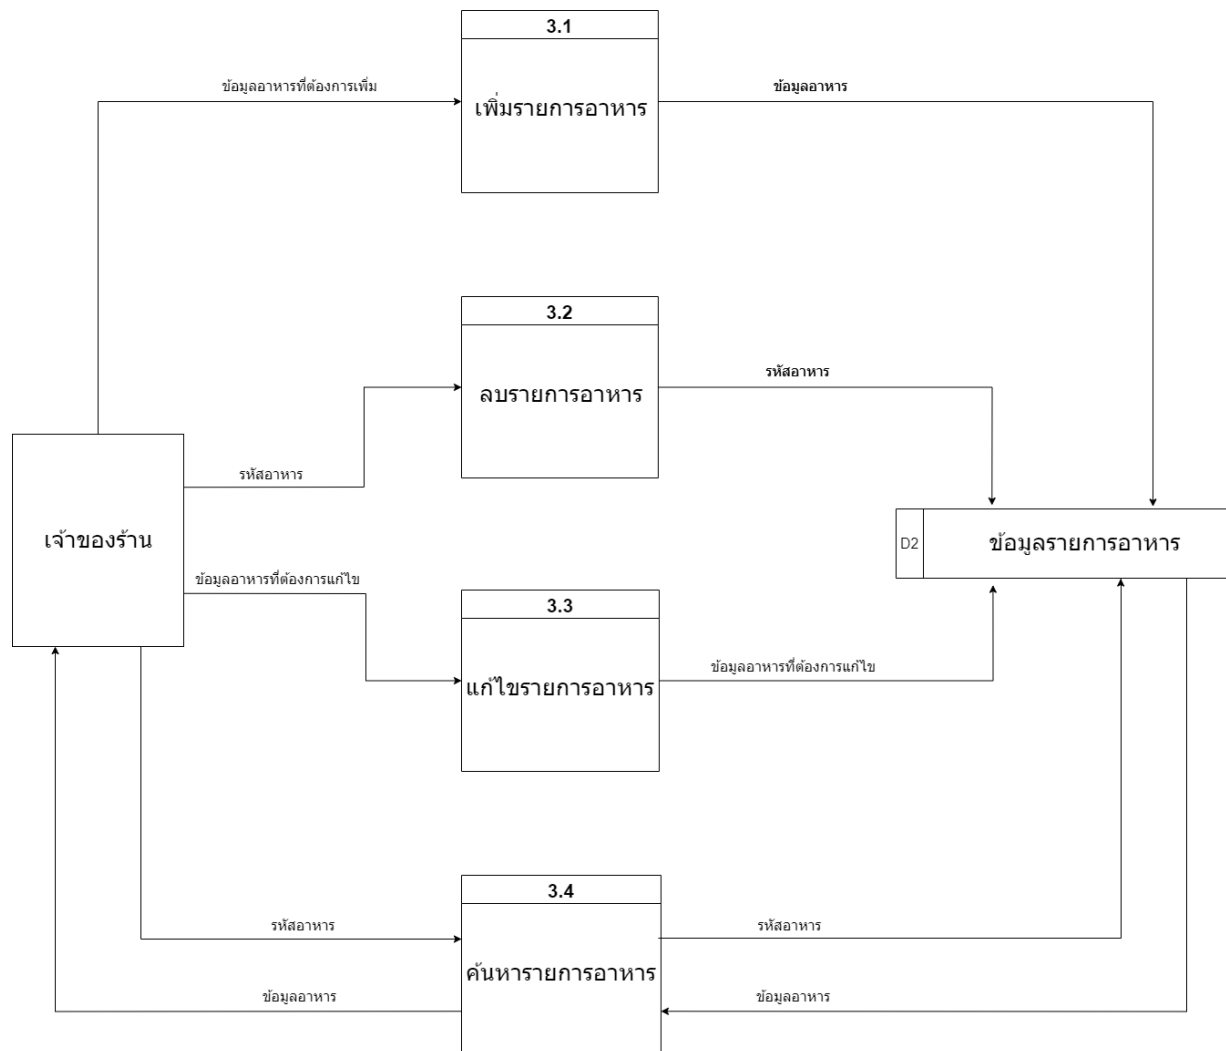 3.1
ข้อมูลอาหารที่ต้องการเพิ่ม
ข้อมูลอาหาร
เพิ่มรายการอาหาร
3.2
รหัสอาหาร
ลบรายการอาหาร
รหัสอาหาร
เจ้าของร้าน
D2
ข้อมูลรายการอาหาร
ข้อมูลอาหารที่ต้องการแก้ไข
3.3
ข้อมูลอาหารที่ต้องการแก้ไข
แก้ไขรายการอาหาร
3.4
รหัสอาหาร
รหัสอาหาร
ค้นหารายการอาหาร
ข้อมูลอาหาร
ข้อมูลอาหาร